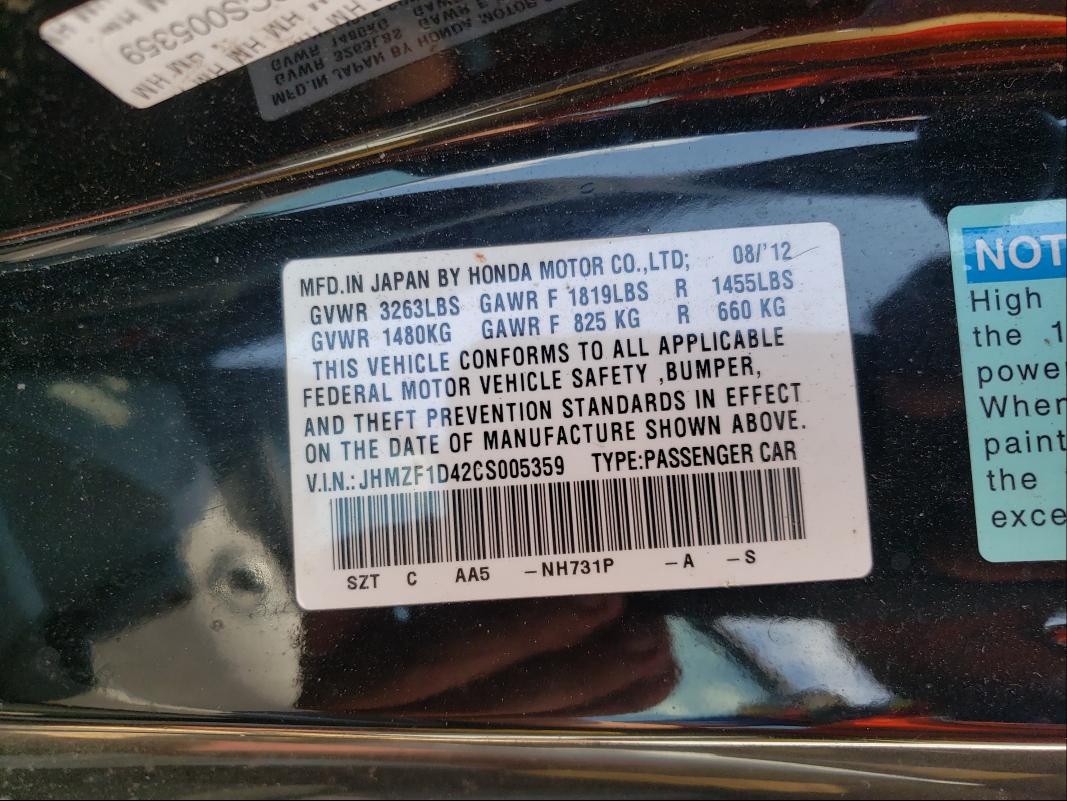 MFD.IN JAPAN BY HONDA MOTOR CO.,LTD; 08/'12
GVWR 3263LBS GAWR F 1819LBS R 1455LBS
GVWR 1480KG GAWR F 825 KG R 660 KG
THIS VEHICLE CONFORMS TO ALL APPLICABLE
FEDERAL MOTOR VEHICLE SAFETY ,BUMPER,
AND THEFT PREVENTION STANDARDS IN EFFECT
ON THE DATE OF MANUFACTURE SHOWN ABOVE.
V.I.N.: JHMZF1D42CS005359 TYPE:PASSENGER CAR
SZT C AA5 –NH731P –A –S
NOT
High
the 1
powe
When
paint
the
exce